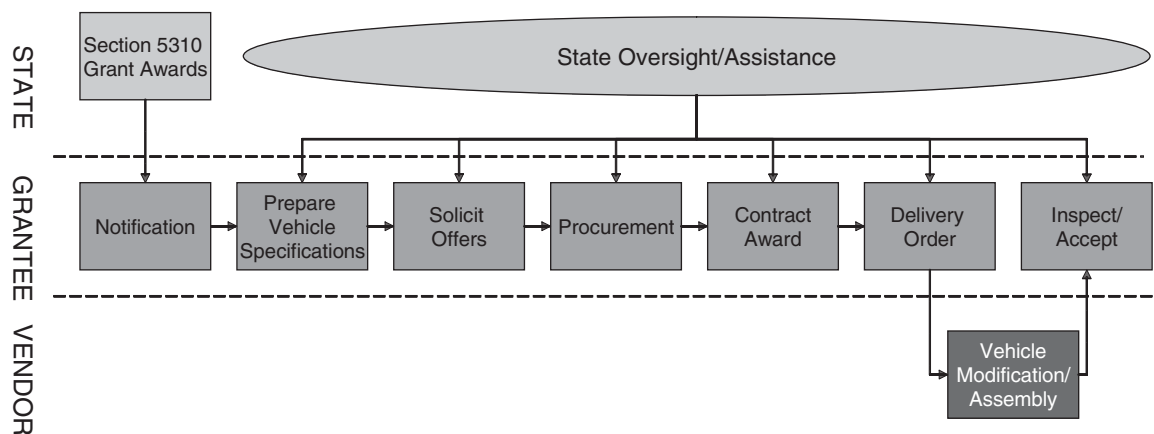 STATE
Section 5310
Grant Awards
State Oversight/Assistance
GRANTEE
Notification
Prepare
Vehicle
Specifications
Solicit
Offers
Procurement
Contract
Award
Delivery
Order
Inspect/
Accept
VENDOR
Vehicle
Modification/
Assembly